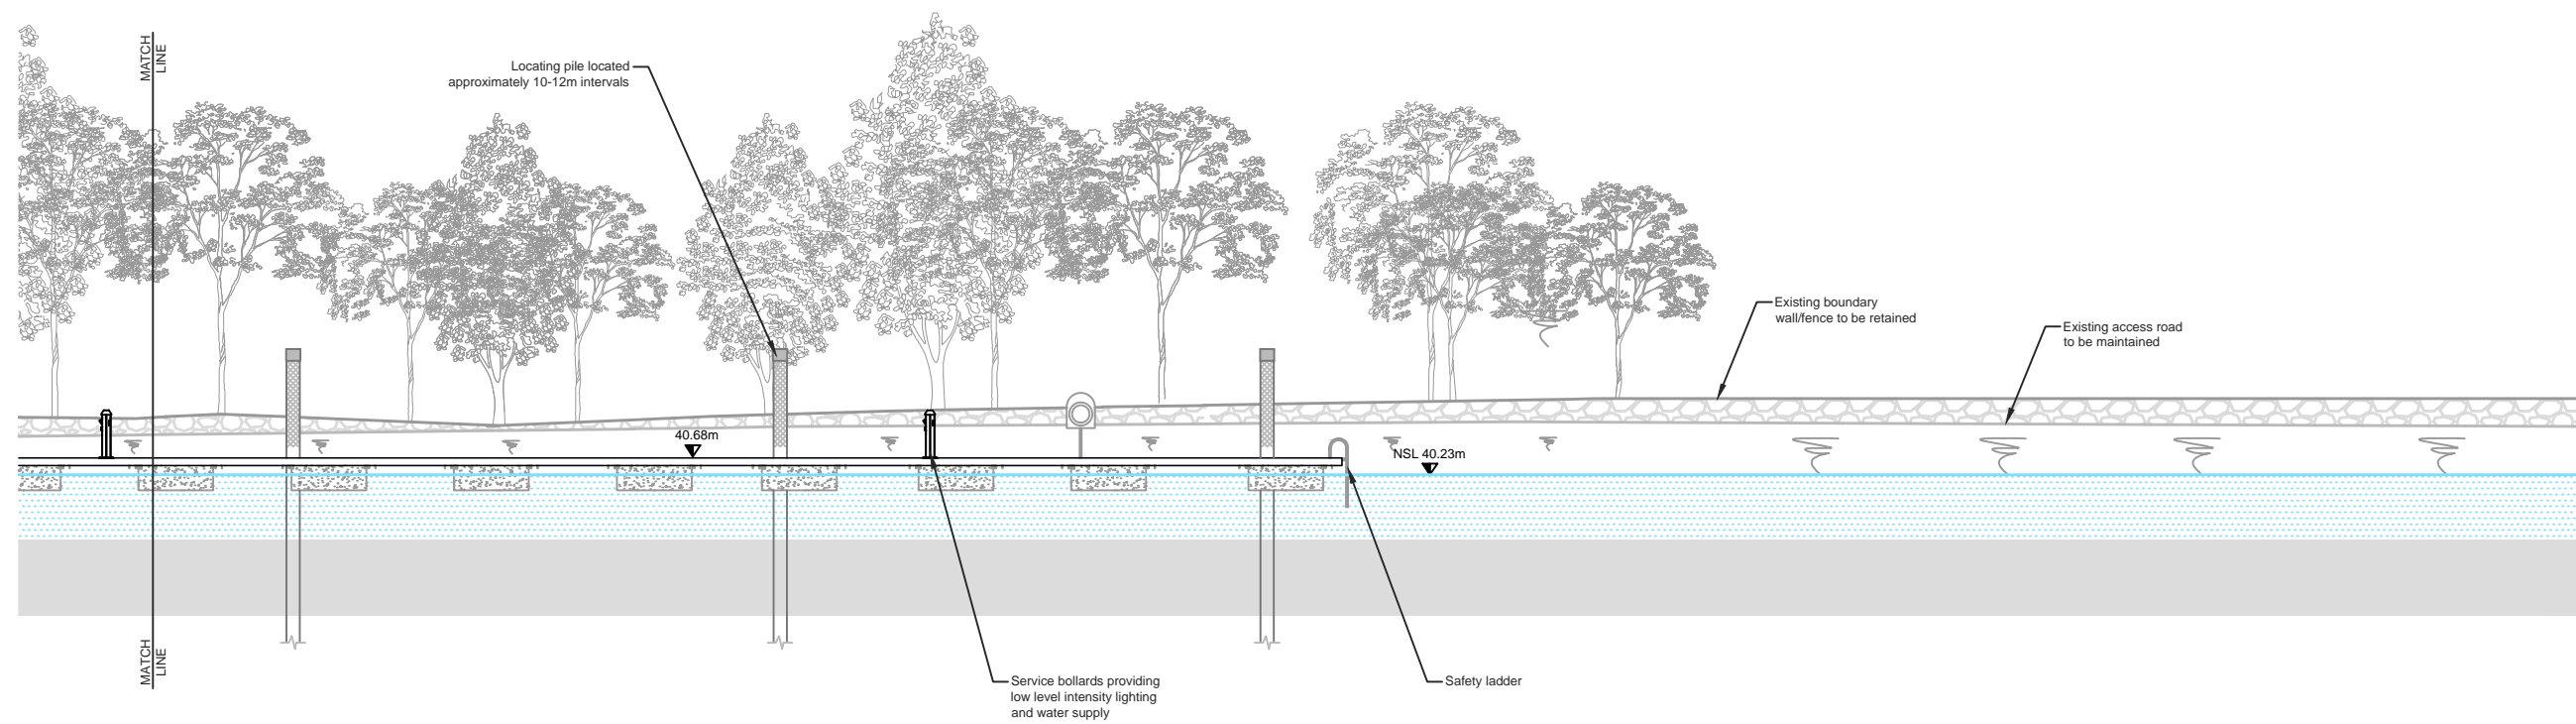 MATCH
LINE
Locating pile located
approximately 10-12m intervals
Existing boundary
wall/fence to be retained
Existing access road
to be maintained
40.68m
NSL 40.23m
MATCH
LINE
Service bollards providing
low level intensity lighting
and water supply
Safety ladder